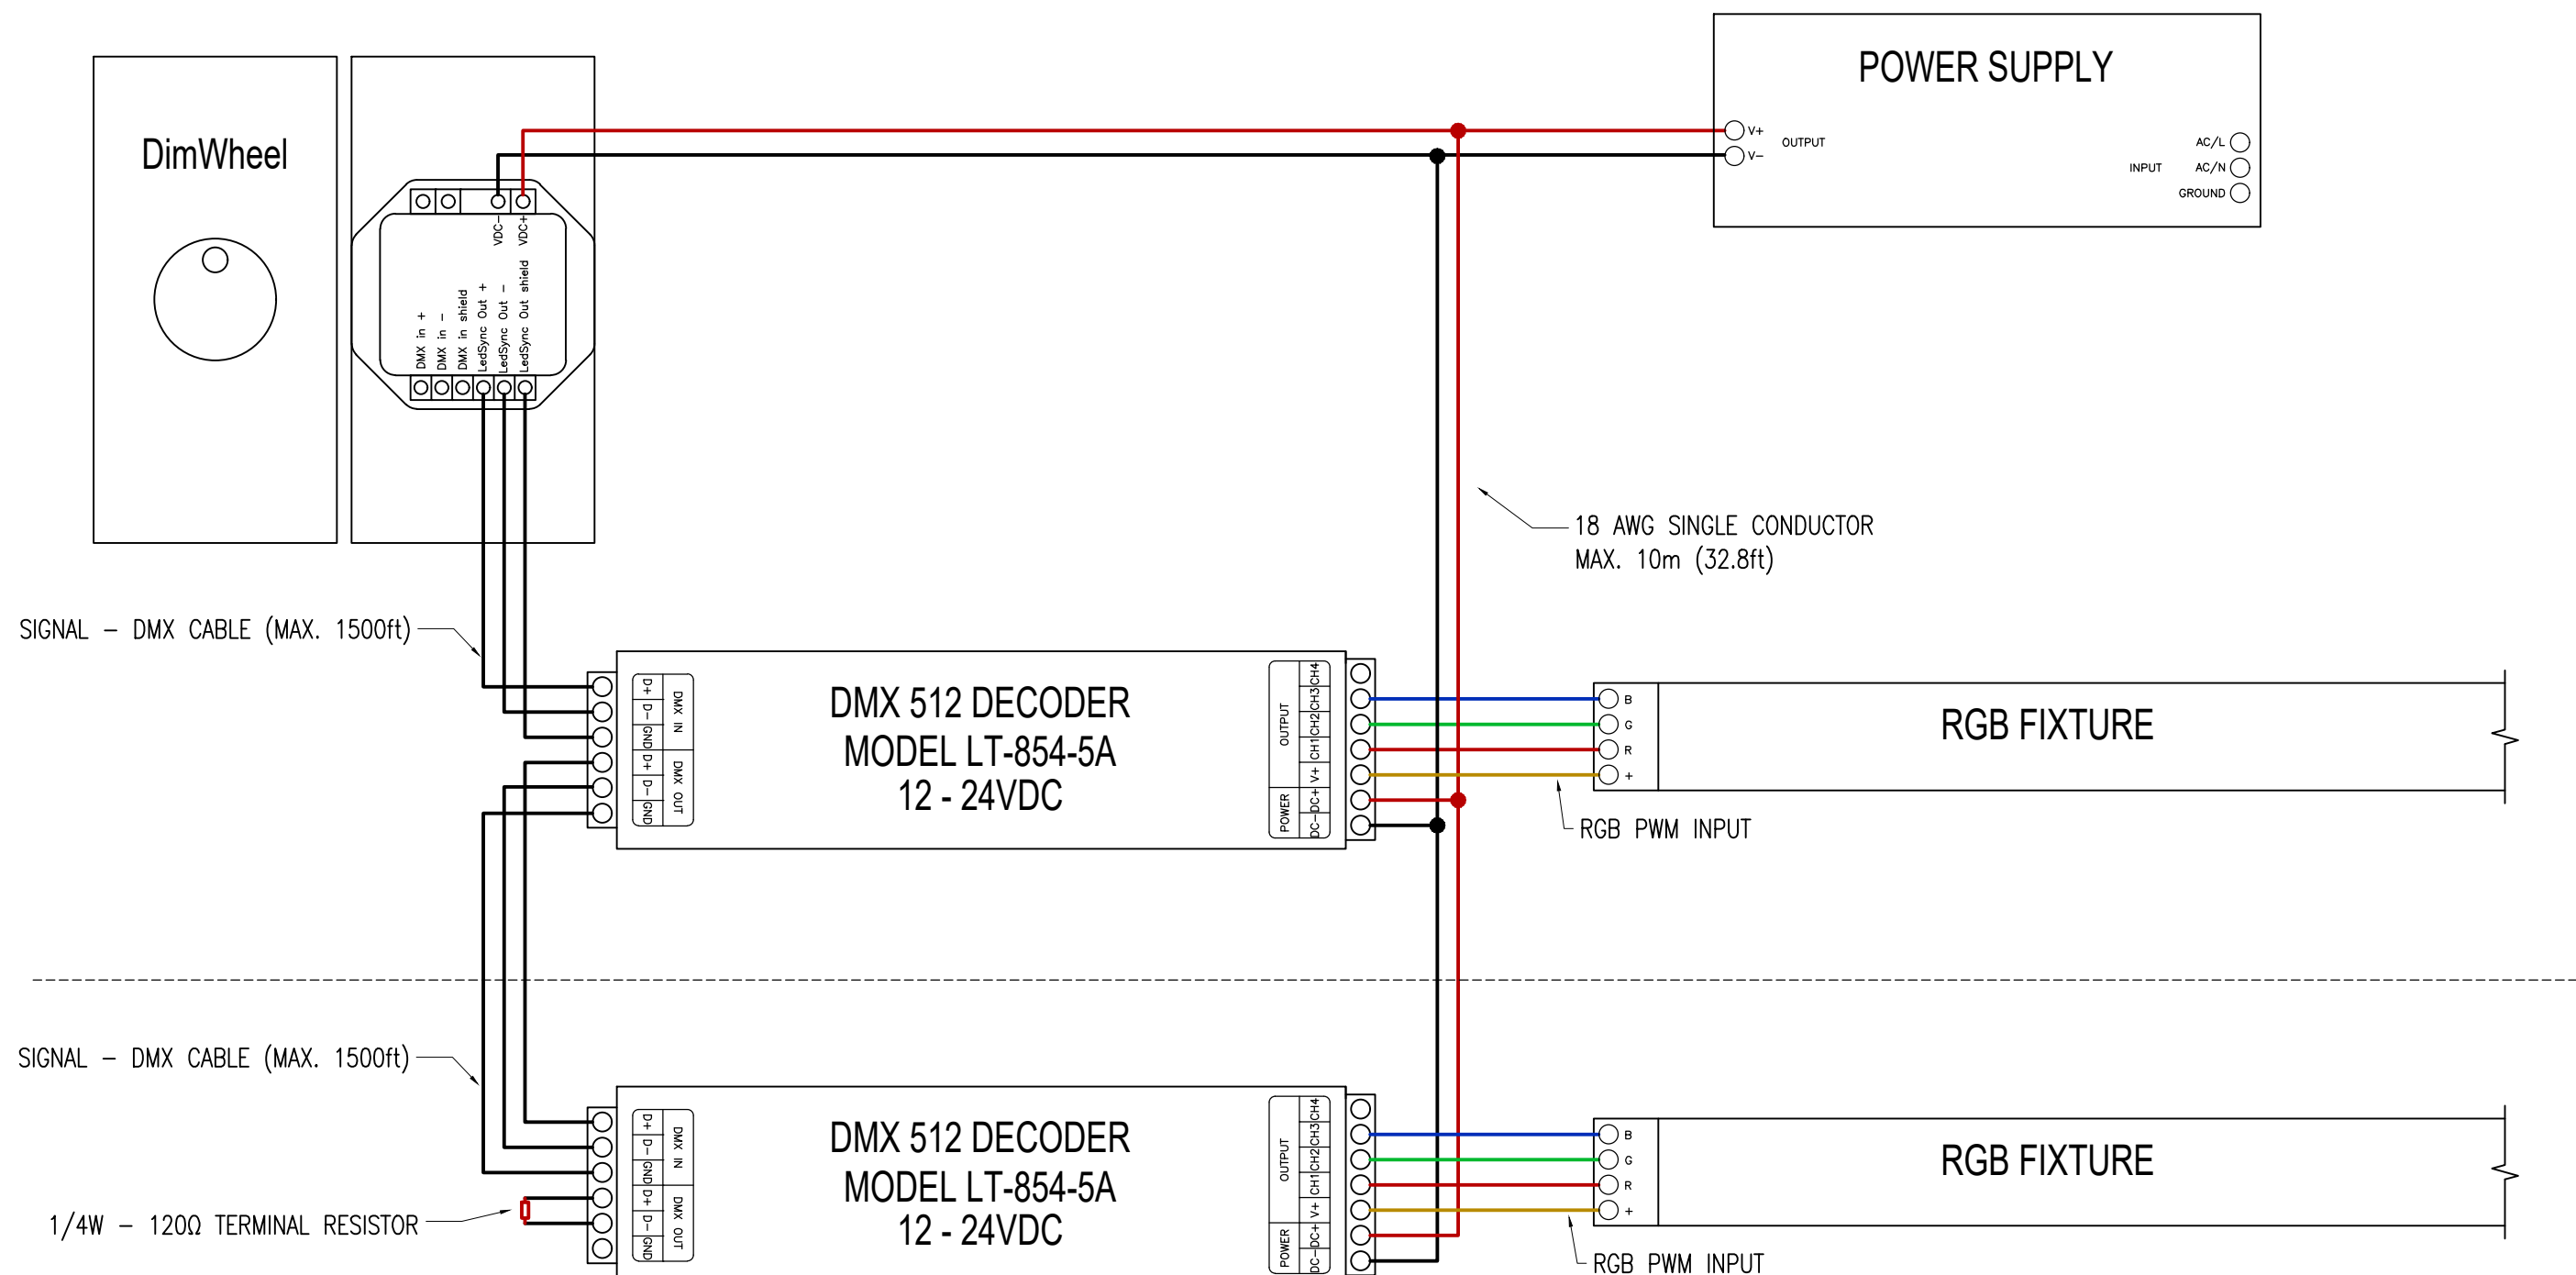 POWER SUPPLY
V+
V-
OUTPUT
INPUT
AC/L
AC/N
GROUND
DimWheel
VDC-
VDC+
DMX in +
DMX in -
DMX in shield
LedSync Out +
LedSync Out -
LedSync Out shield
18 AWG SINGLE CONDUCTOR
MAX. 10m (32.8ft)
SIGNAL - DMX CABLE (MAX. 1500ft)
D+
D-
GND
D+
D-
GND
DMX IN
DMX OUT
DMX 512 DECODER
MODEL LT-854-5A
12 - 24VDC
OUTPUT
POWER
CH4
CH3
CH2
CH1
V+
DC+
DC-
B
G
R
+
RGB FIXTURE
RGB PWM INPUT
SIGNAL - DMX CABLE (MAX. 1500ft)
D+
D-
GND
D+
D-
GND
DMX IN
DMX OUT
DMX 512 DECODER
MODEL LT-854-5A
12 - 24VDC
OUTPUT
POWER
CH4
CH3
CH2
CH1
V+
DC+
DC-
B
G
R
+
RGB FIXTURE
1/4W - 120Ω TERMINAL RESISTOR
RGB PWM INPUT